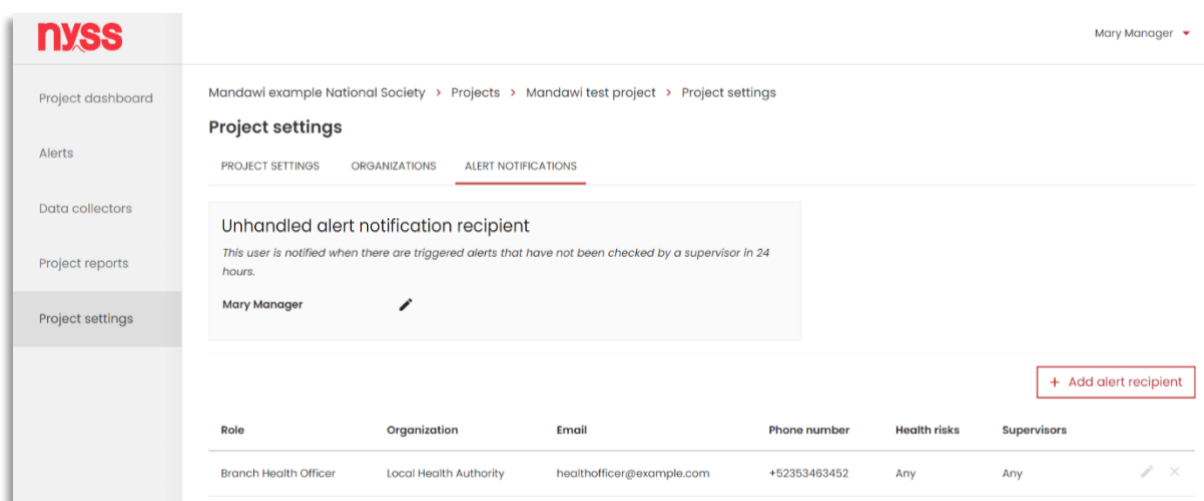 nyss
Mary Manager
Project dashboard
Alerts
Data collectors
Project reports
Project settings
Mandawi example National Society > Projects > Mandawi test project > Project settings
Project settings
PROJECT SETTINGS ORGANIZATIONS ALERT NOTIFICATIONS
Unhandled alert notification recipient
This user is notified when there are triggered alerts that have not been checked by a supervisor in 24
hours.
Mary Manager
+ Add alert recipient
Role Organization Email Phone number Health risks Supervisors
Branch Health Officer Local Health Authority healthofficer@example.com +52353463452 Any Any